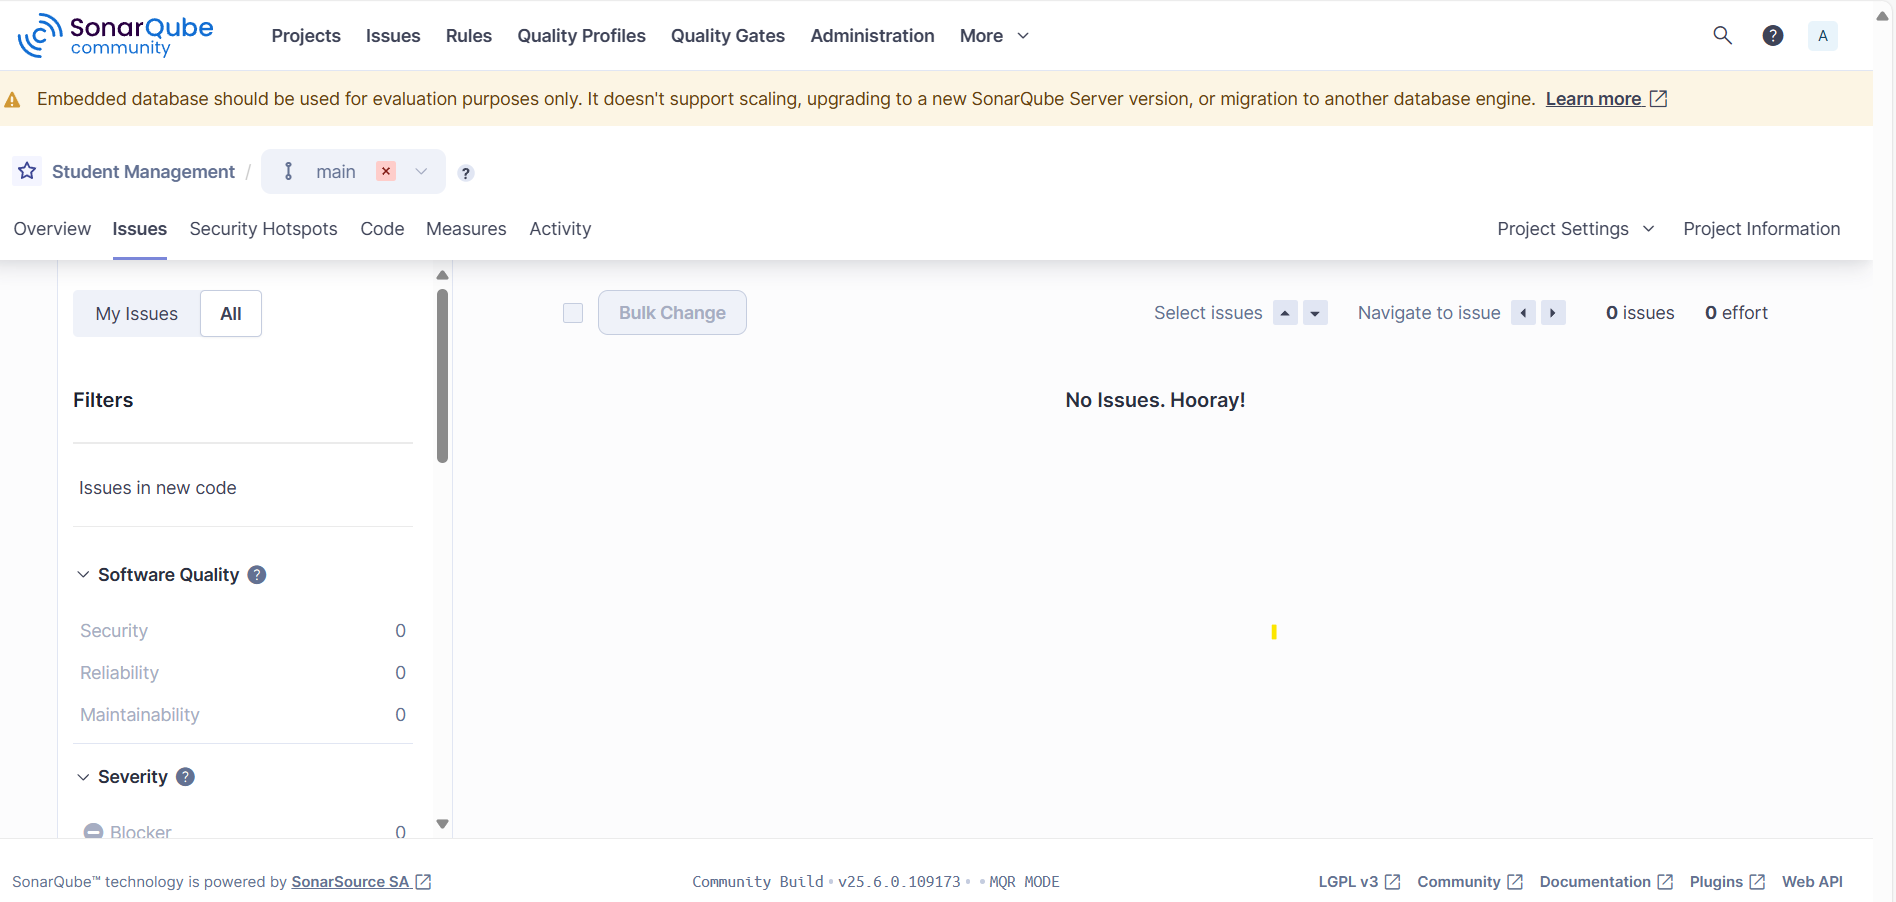 SonarQube
community
Projects Issues Rules Quality Profiles Quality Gates Administration More
? A
Embedded database should be used for evaluation purposes only. It doesn't support scaling, upgrading to a new SonarQube Server version, or migration to another database engine. Learn more
Student Management / main ?
Overview Issues Security Hotspots Code Measures Activity Project Settings Project Information
My Issues All
Bulk Change Select issues Navigate to issue 0 issues 0 effort
Filters
No Issues. Hooray!
Issues in new code
Software Quality ?
Security 0
Reliability 0
Maintainability 0
Severity ?
Blocker 0
SonarQube™ technology is powered by SonarSource SA Community Build • v25.6.0.109173 • • MQR MODE LGPL v3 Community Documentation Plugins Web API